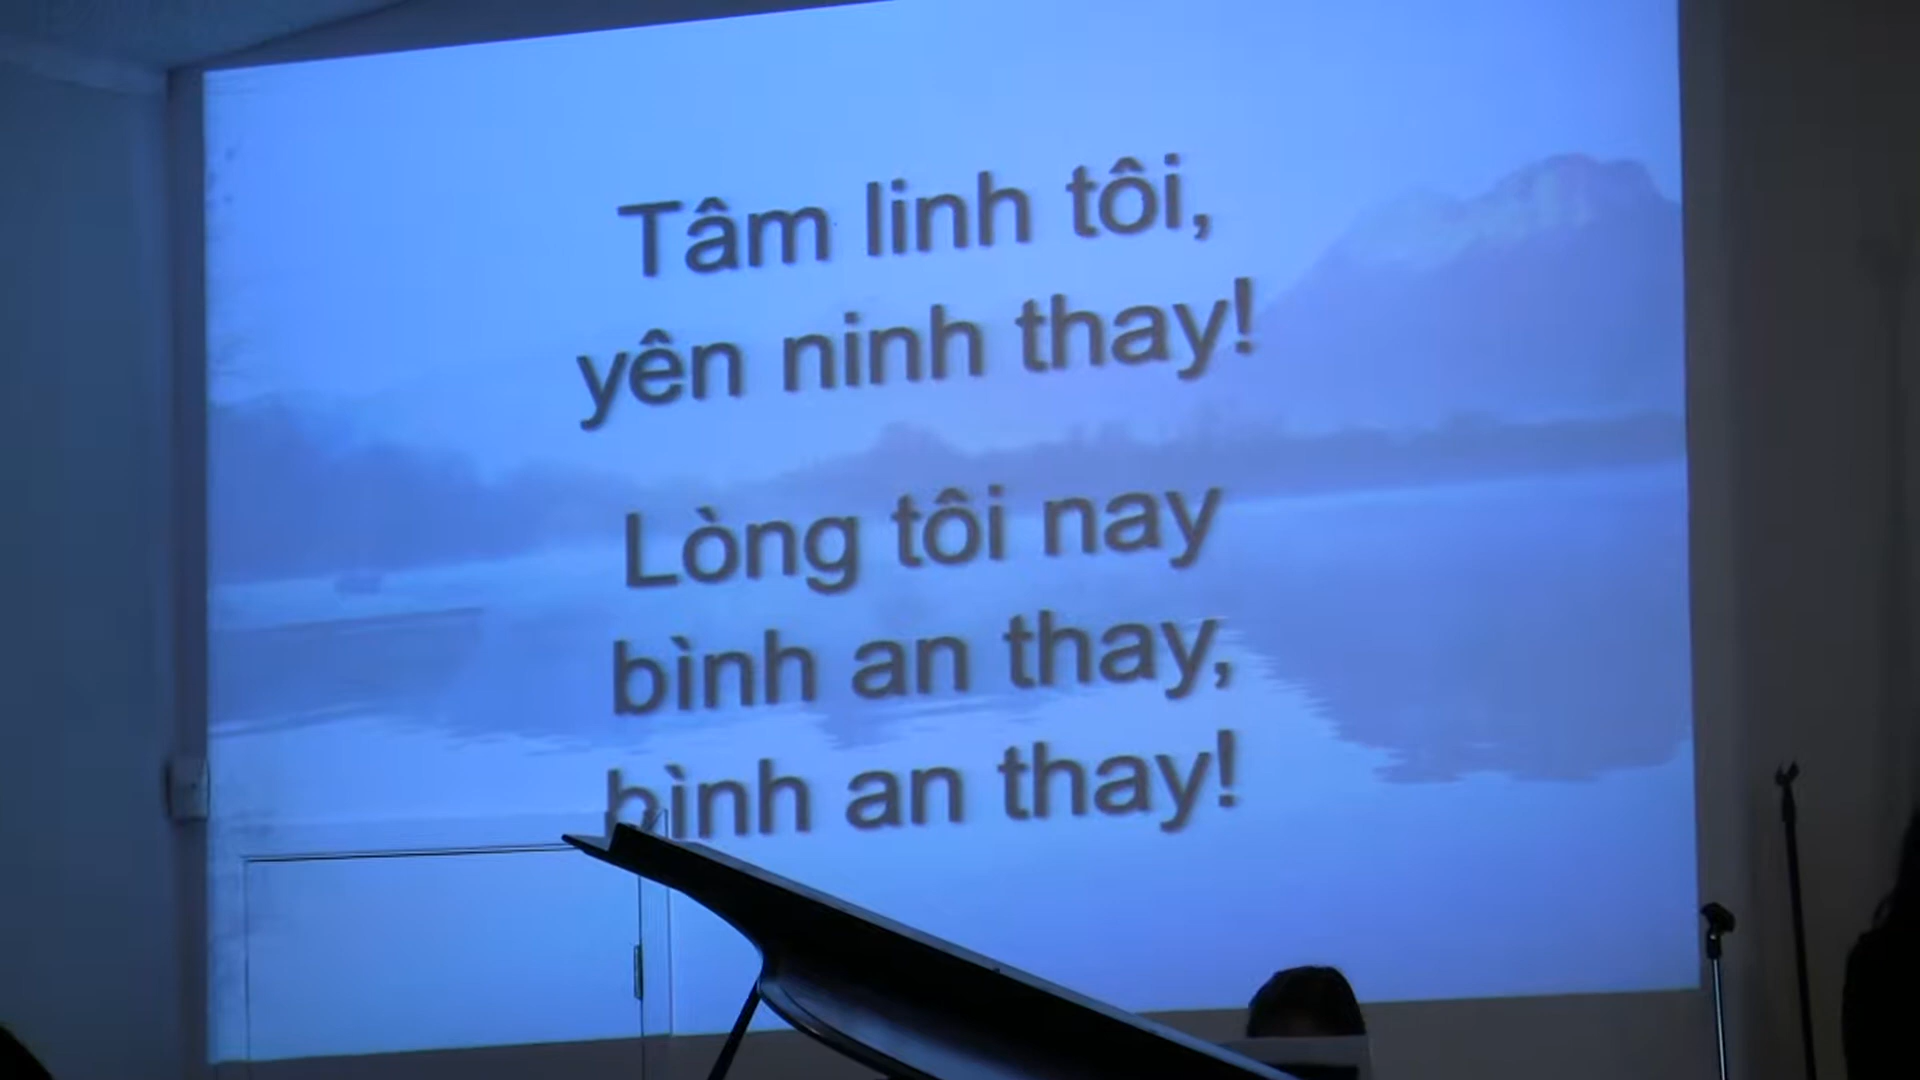 Tâm linh tôi,
yên ninh thay!
Lòng tôi nay
bình an thay,
bình an thay!